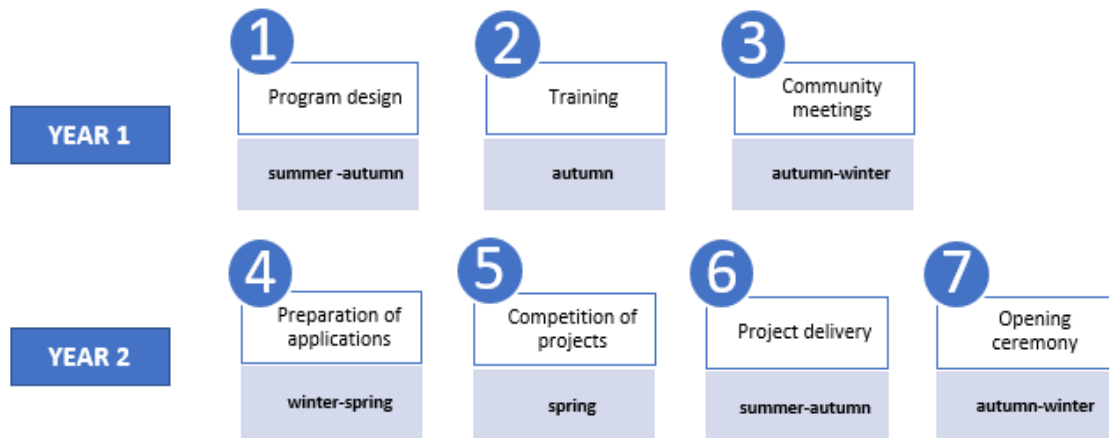 1
2
3
YEAR 1
Program design
Training
Community
meetings
summer -autumn
autumn
autumn-winter
4
5
6
7
YEAR 2
Preparation of
applications
Competition of
projects
Project delivery
Opening
ceremony
winter-spring
spring
summer-autumn
autumn-winter